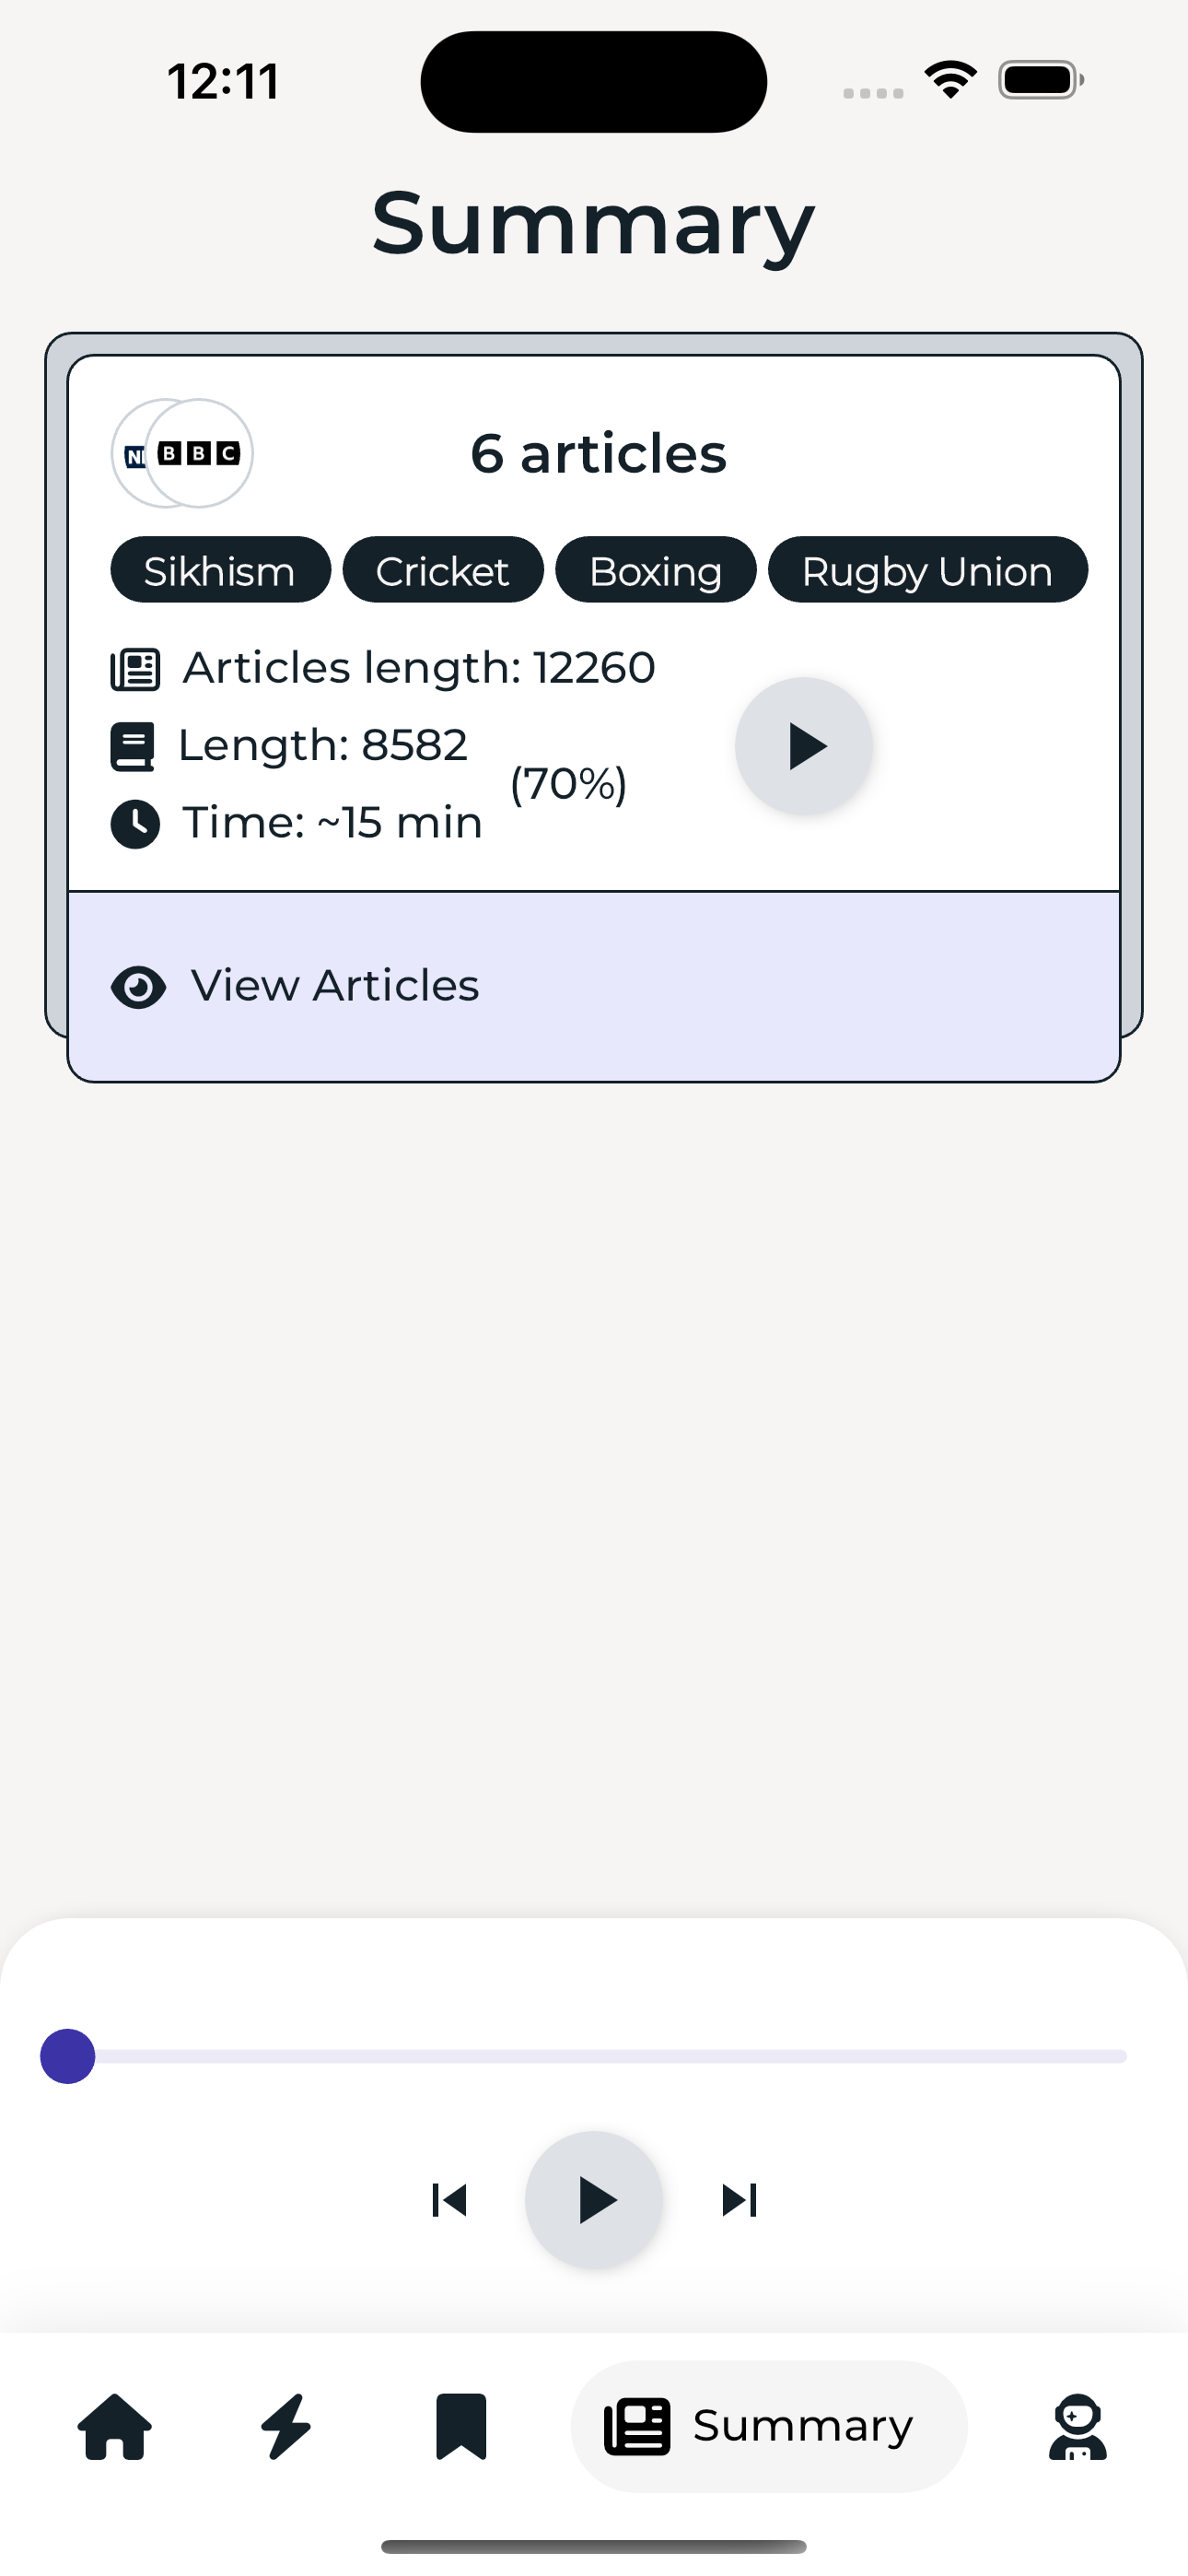 12:11
Summary
BBC
6 articles
Sikhism
Cricket
Boxing
Rugby Union
Articles length: 12260
Length: 8582
(70%)
Time: ~15 min
View Articles
Summary